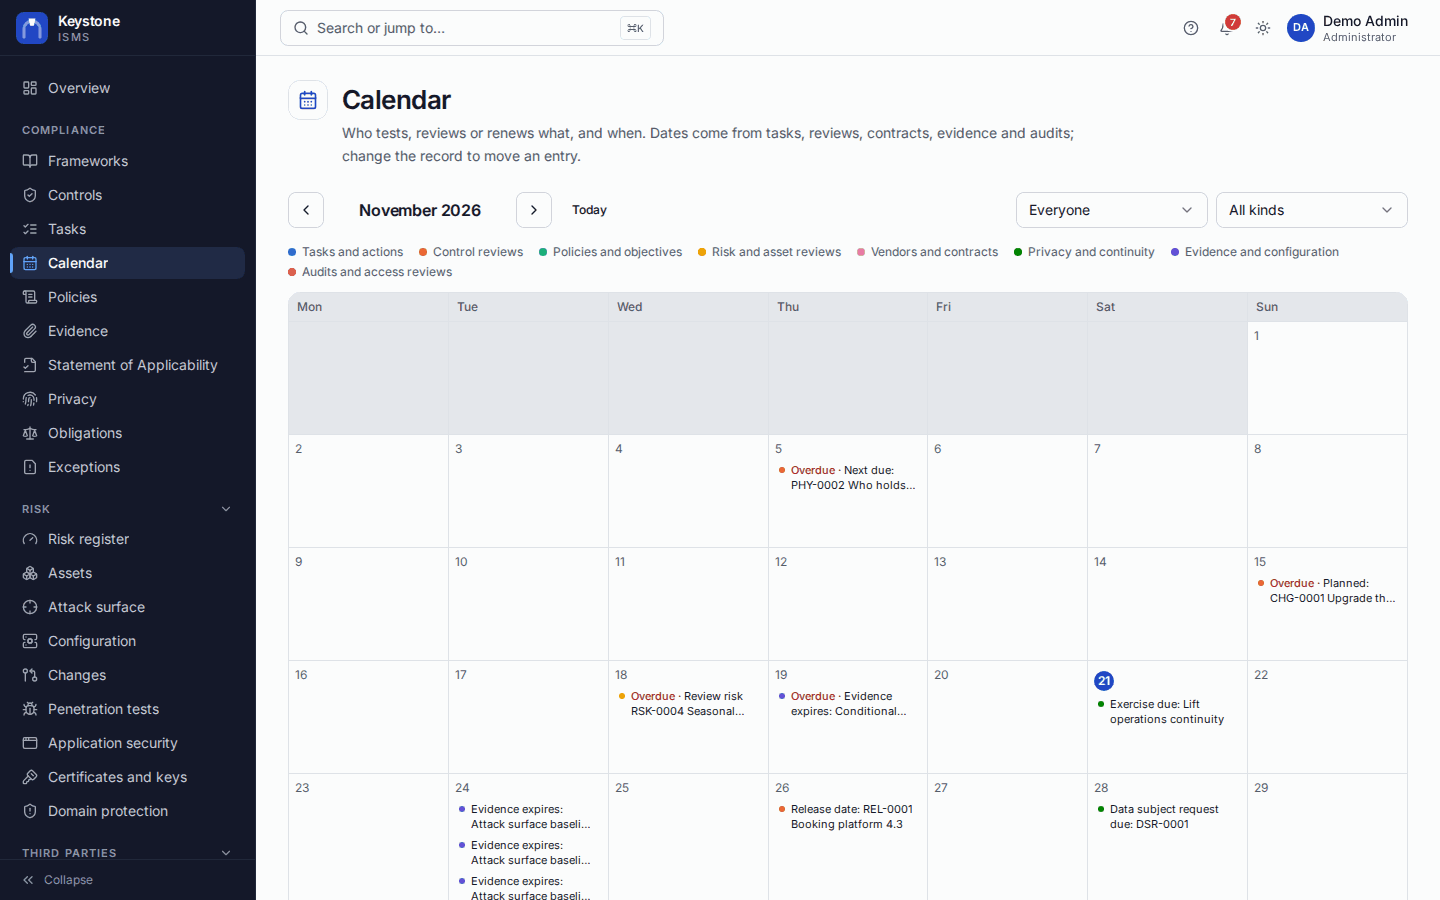 Keystone
ISMS
Search or jump to...
⌘K
7
DA
Demo Admin
Administrator
Overview
COMPLIANCE
Frameworks
Controls
Tasks
Calendar
Policies
Evidence
Statement of Applicability
Privacy
Obligations
Exceptions
RISK
Risk register
Assets
Attack surface
Configuration
Changes
Penetration tests
Application security
Certificates and keys
Domain protection
THIRD PARTIES
Collapse
Calendar
Who tests, reviews or renews what, and when. Dates come from tasks, reviews, contracts, evidence and audits;
change the record to move an entry.
November 2026
Today
Everyone
All kinds
Tasks and actions
Control reviews
Policies and objectives
Risk and asset reviews
Vendors and contracts
Privacy and continuity
Evidence and configuration
Audits and access reviews
Mon Tue Wed Thu Fri Sat Sun
1
2
3
4
5
Overdue · Next due:
PHY-0002 Who holds...
6
7
8
9
10
11
12
13
14
15
Overdue · Planned:
CHG-0001 Upgrade th...
16
17
18
Overdue · Review risk
RSK-0004 Seasonal...
19
Overdue · Evidence
expires: Conditional...
20
21
Exercise due: Lift
operations continuity
22
23
24
Evidence expires:
Attack surface baseli...
Evidence expires:
Attack surface baseli...
Evidence expires:
Attack surface baseli...
25
26
Release date: REL-0001
Booking platform 4.3
27
28
Data subject request
due: DSR-0001
29